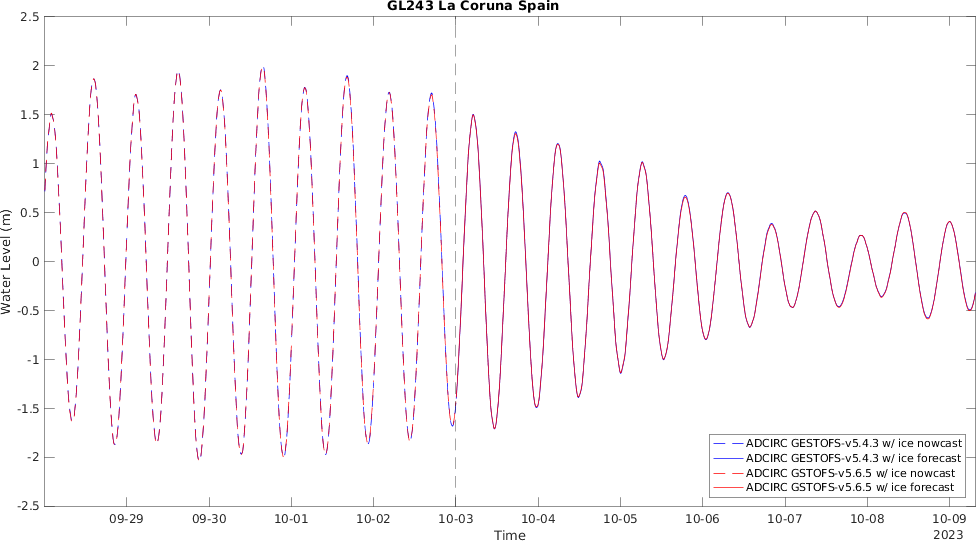 GL243 La Coruna Spain
2.5
2
1.5
1
0.5
0
-0.5
-1
-1.5
-2
-2.5
Water Level (m)
ADCIRC GESTOFS-v5.4.3 w/ ice nowcast
ADCIRC GESTOFS-v5.4.3 w/ ice forecast
ADCIRC GSTOFS-v5.6.5 w/ ice nowcast
ADCIRC GSTOFS-v5.6.5 w/ ice forecast
09-29 09-30 10-01 10-02 10-03 10-04 10-05 10-06 10-07 10-08 10-09
Time
2023